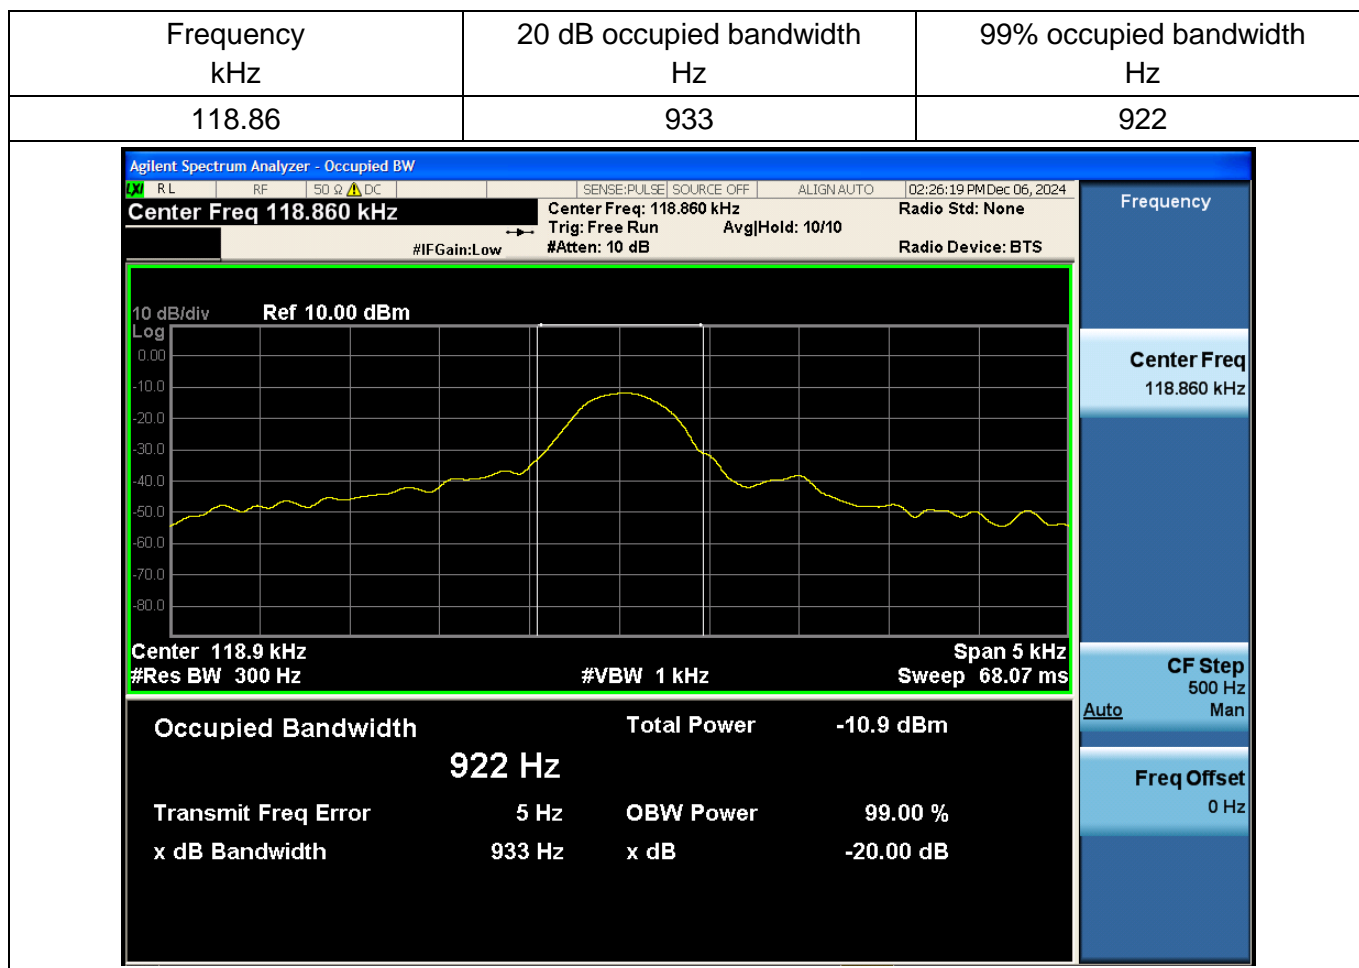 Frequency kHz 20 dB occupied bandwidth Hz 99% occupied bandwidth Hz
118.86 933 922
Agilent Spectrum Analyzer - Occupied BW
LXI RL RF 50 Ω DC SENSE:PULSE SOURCE OFF ALIGN AUTO 02:26:19 PM Dec 06, 2024
Center Freq 118.860 kHz
Center Freq: 118.860 kHz Radio Std: None
Trig: Free Run Avg|Hold: 10/10
#IFGain:Low #Atten: 10 dB Radio Device: BTS
10 dB/div Ref 10.00 dBm
Log
0.00
-10.0
-20.0
-30.0
-40.0
-50.0
-60.0
-70.0
-80.0
Center 118.9 kHz Span 5 kHz
#Res BW 300 Hz #VBW 1 kHz Sweep 68.07 ms
Occupied Bandwidth Total Power -10.9 dBm
922 Hz
Transmit Freq Error 5 Hz OBW Power 99.00 %
x dB Bandwidth 933 Hz x dB -20.00 dB
Frequency
Center Freq
118.860 kHz
CF Step
500 Hz
Auto Man
Freq Offset
0 Hz